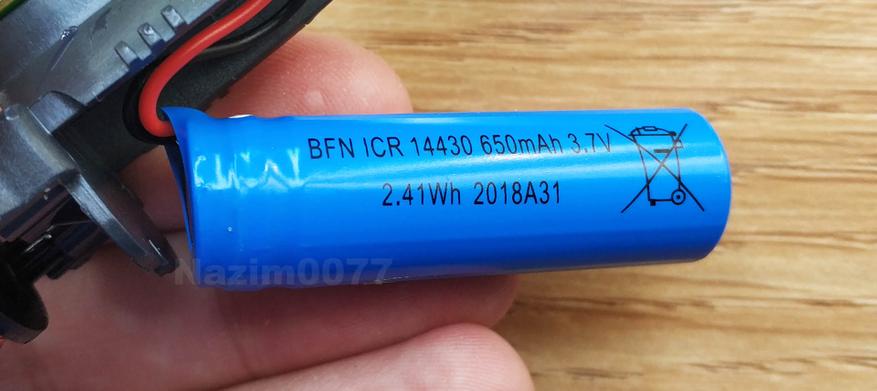 BFN ICR 14430 650mAh 3.7V
2.41Wh 2018A31
Nazim0077